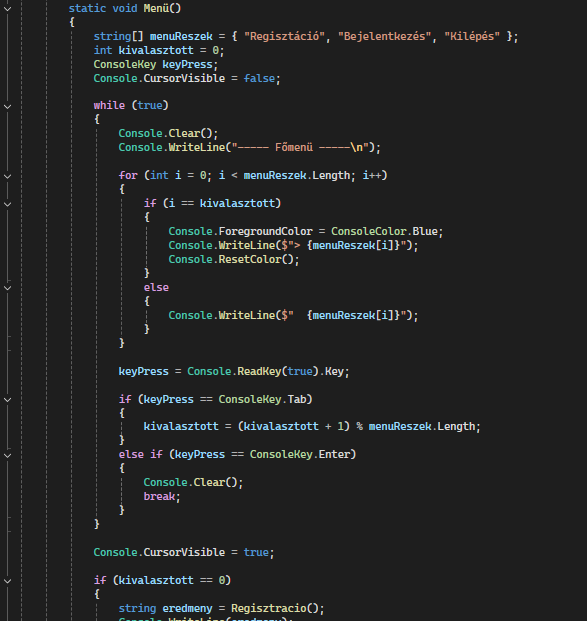 static void Menü()
{
string[] menuReszek = { "Regisztáció", "Bejelentkezés", "Kilépés" };
int kivalasztott = 0;
ConsoleKey keyPress;
Console.CursorVisible = false;
while (true)
{
Console.Clear();
Console.WriteLine("----- Főmenü -----\n");
for (int i = 0; i < menuReszek.Length; i++)
{
if (i == kivalasztott)
{
Console.ForegroundColor = ConsoleColor.Blue;
Console.WriteLine($"> {menuReszek[i]}");
Console.ResetColor();
}
else
{
Console.WriteLine($"  {menuReszek[i]}");
}
}
keyPress = Console.ReadKey(true).Key;
if (keyPress == ConsoleKey.Tab)
{
kivalasztott = (kivalasztott + 1) % menuReszek.Length;
}
else if (keyPress == ConsoleKey.Enter)
{
Console.Clear();
break;
}
}
Console.CursorVisible = true;
if (kivalasztott == 0)
{
string eredmeny = Regisztracio();
Console.WriteLine(eredmeny);